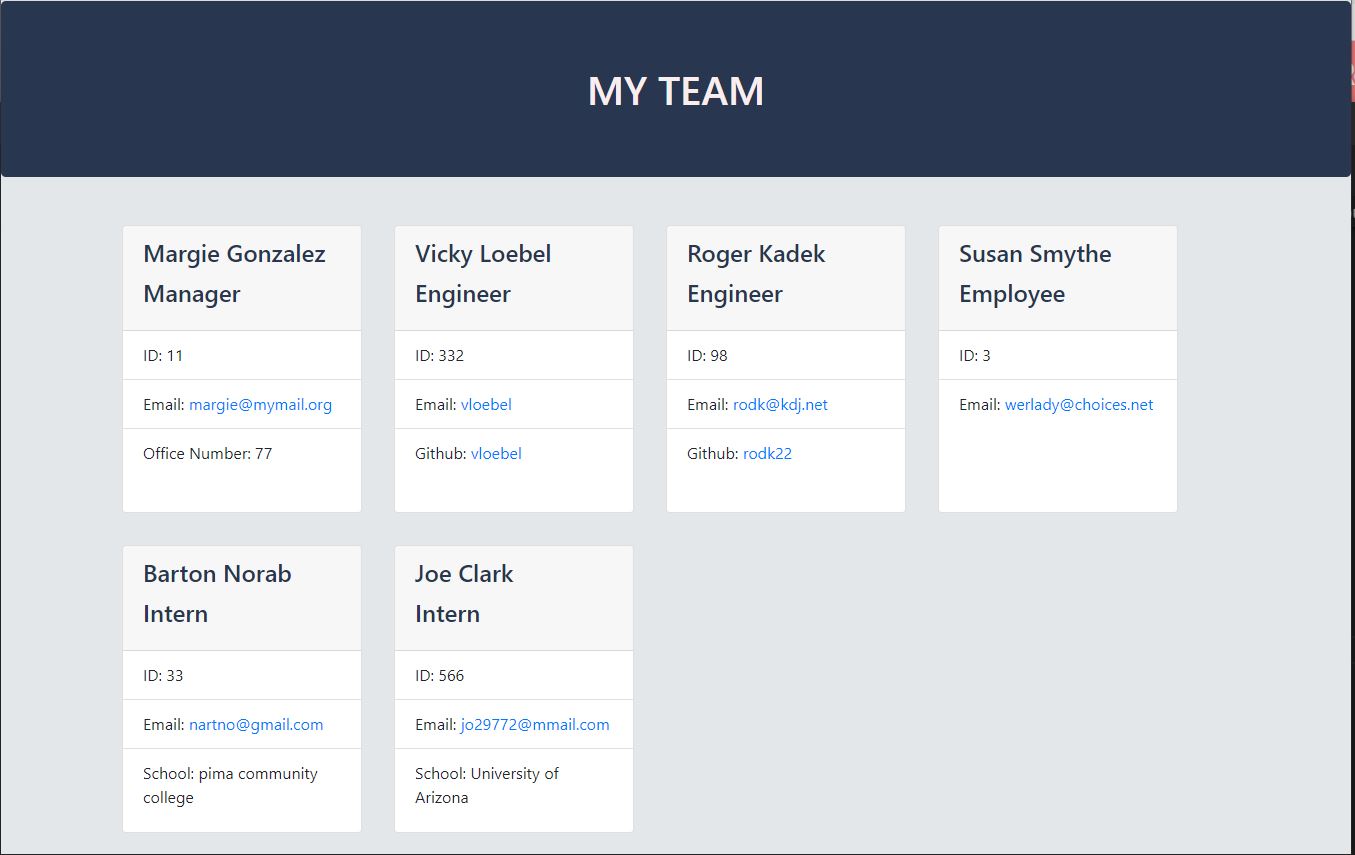 MY TEAM
Margie Gonzalez
Manager
ID: 11
Email: margie@mymail.org
Office Number: 77
Vicky Loebel
Engineer
ID: 332
Email: vloebel
Github: vloebel
Roger Kadek
Engineer
ID: 98
Email: rodk@kdj.net
Github: rodk22
Susan Smythe
Employee
ID: 3
Email: werlady@choices.net
Barton Norab
Intern
ID: 33
Email: nartno@gmail.com
School: pima community
college
Joe Clark
Intern
ID: 566
Email: jo29772@mmail.com
School: University of
Arizona